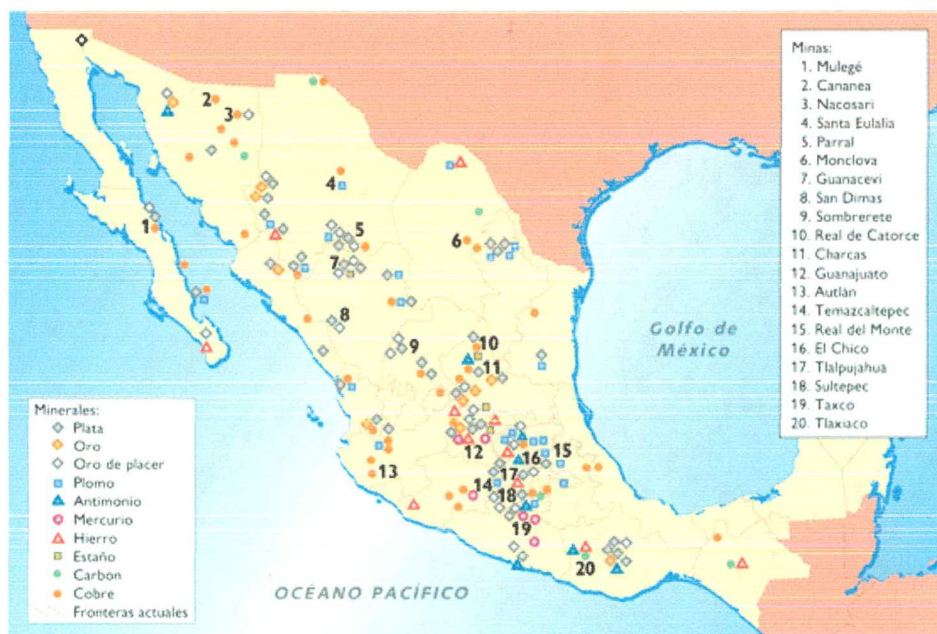 Minas:
1. Mulegé
2. Cananea
3. Nacosari
4. Santa Eulalia
5. Parral
6. Monclova
7. Guanacevi
8. San Dimas
9. Sombrerete
10. Real de Catorce
11. Charcas
12. Guanajuato
13. Autlán
14. Temazcaltepec
15. Real del Monte
16. El Chico
17. Tlalpujahua
18. Sultepec
19. Taxco
20. Tlaxiaco
2
3
4
1
5
6
7
8
Golfo de
México
9
10
11
Minerales:
Plata
Oro
Oro de placer
Plomo
Antimonio
Mercurio
Hierro
Estaño
Carbón
Cobre
Fronteras actuales
12
15
16
13
17
14
18
19
20
OCÉANO PACÍFICO